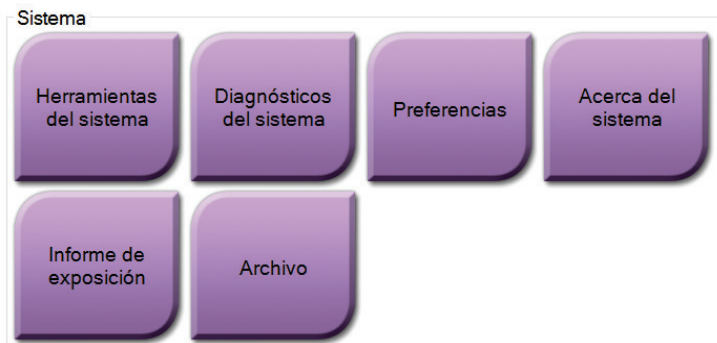 Sistema
Herramientas
del sistema
Diagnósticos
del sistema
Preferencias
Acerca del
sistema
Informe de
exposición
Archivo